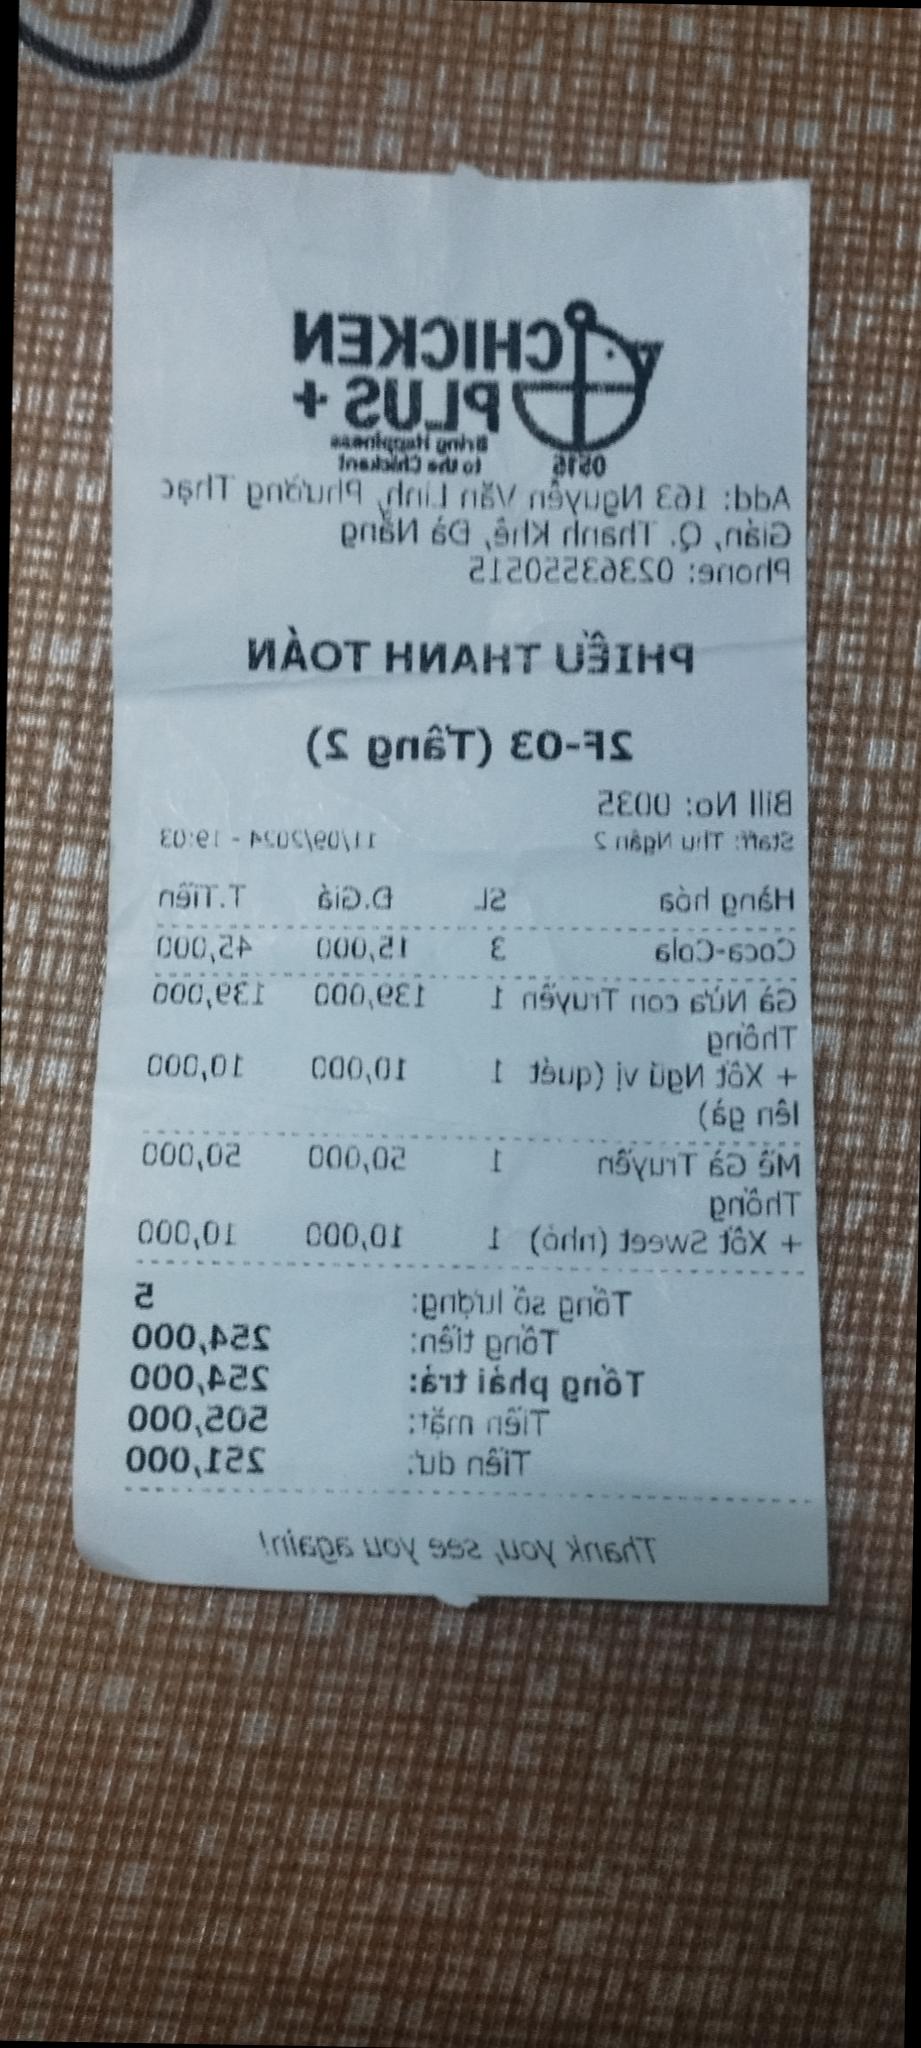 CHICKEN
PLUS +
Bring Happiness
to the Chickant
0515
Add: 163 Nguyễn Văn Linh, Phường Thạc
Gián, Q. Thanh Khê, Đà Nẵng
Phone: 02363550515
PHIẾU THANH TOÁN
2F-03 (Tầng 2)
Bill No: 0035
Staff: Thu Ngân 2 11/09/2024 - 19:03
Hàng hóa SL Đ.Giá T.Tiền
Coca-Cola 3 15,000 45,000
Gà Nửa con Truyền 1 139,000 139,000
Thống
+ Xốt Ngũ vị (quét 1 10,000 10,000
lên gà)
Mề Gà Truyền 1 50,000 50,000
Thống
+ Xốt Sweet (nhỏ) 1 10,000 10,000
Tổng số lượng: 5
Tổng tiền: 254,000
Tổng phải trả: 254,000
Tiền mặt: 505,000
Tiền dư: 251,000
Thank you, see you again!